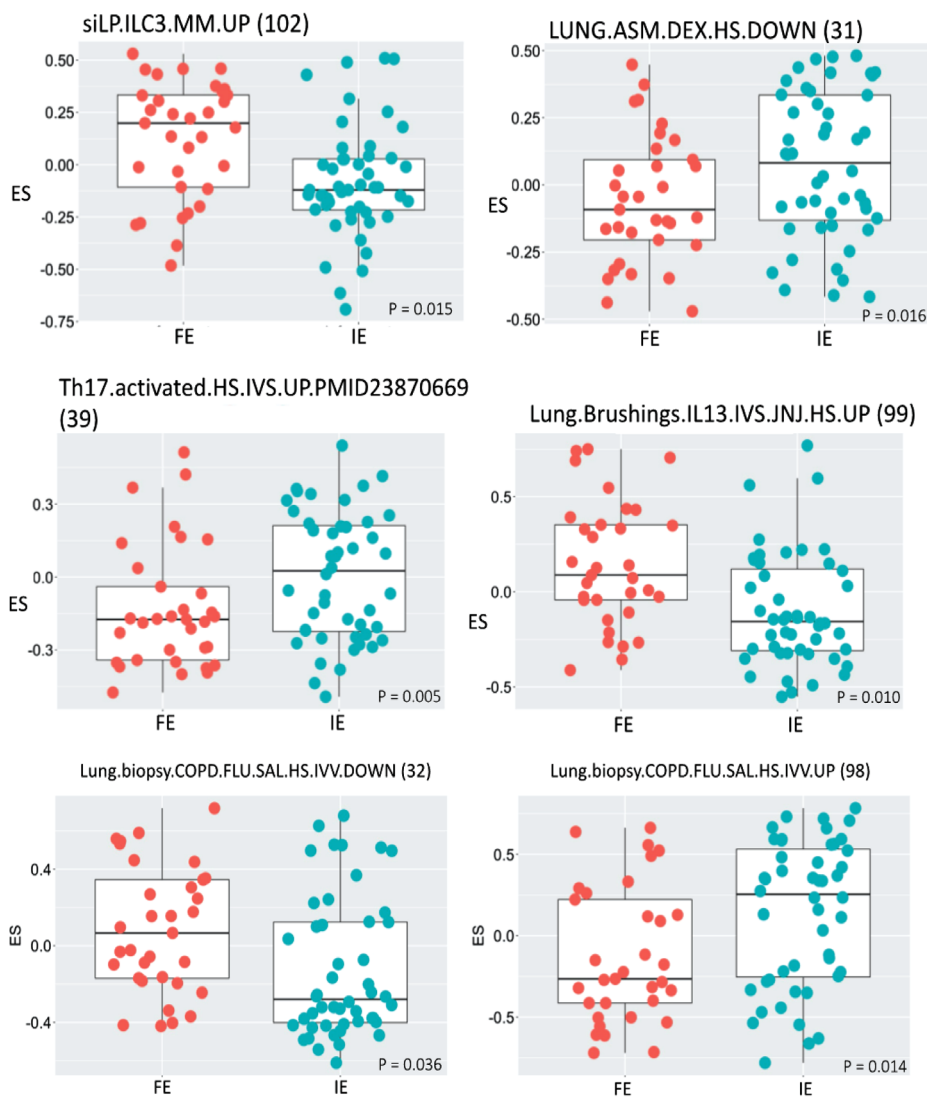 siLP.ILC3.MM.UP (102)
0.50
0.25
0.00
ES
-0.25
-0.50
-0.75
P = 0.015
FE
IE
LUNG.ASM.DEX.HS.DOWN (31)
0.50
0.25
0.00
ES
-0.25
-0.50
P = 0.016
FE
IE
Th17.activated.HS.IVS.UP.PMID23870669
(39)
0.3
0.0
ES
-0.3
P = 0.005
FE
IE
Lung.Brushings.IL13.IVS.JNJ.HS.UP (99)
0.5
0.0
ES
-0.5
P = 0.010
FE
IE
Lung.biopsy.COPD.FLU.SAL.HS.IVV.DOWN (32)
0.4
ES
0.0
-0.4
P = 0.036
FE
IE
Lung.biopsy.COPD.FLU.SAL.HS.IVV.UP (98)
0.5
ES
0.0
-0.5
P = 0.014
FE
IE